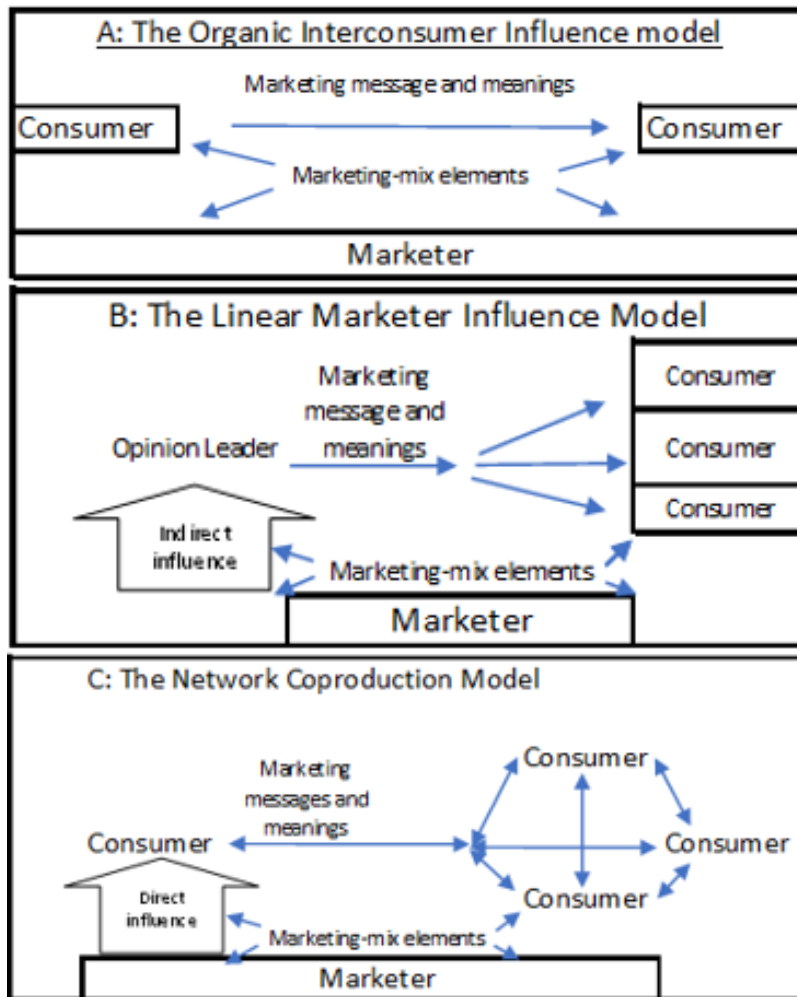 A: The Organic Interconsumer Influence model
Marketing message and meanings
Consumer
Consumer
Marketing-mix elements
Marketer
B: The Linear Marketer Influence Model
Marketing
message and
meanings
Opinion Leader
Consumer
Consumer
Consumer
Indirect
influence
Marketing-mix elements
Marketer
C: The Network Coproduction Model
Marketing
messages and
meanings
Consumer
Consumer
Consumer
Consumer
Direct
influence
Marketing-mix elements
Marketer